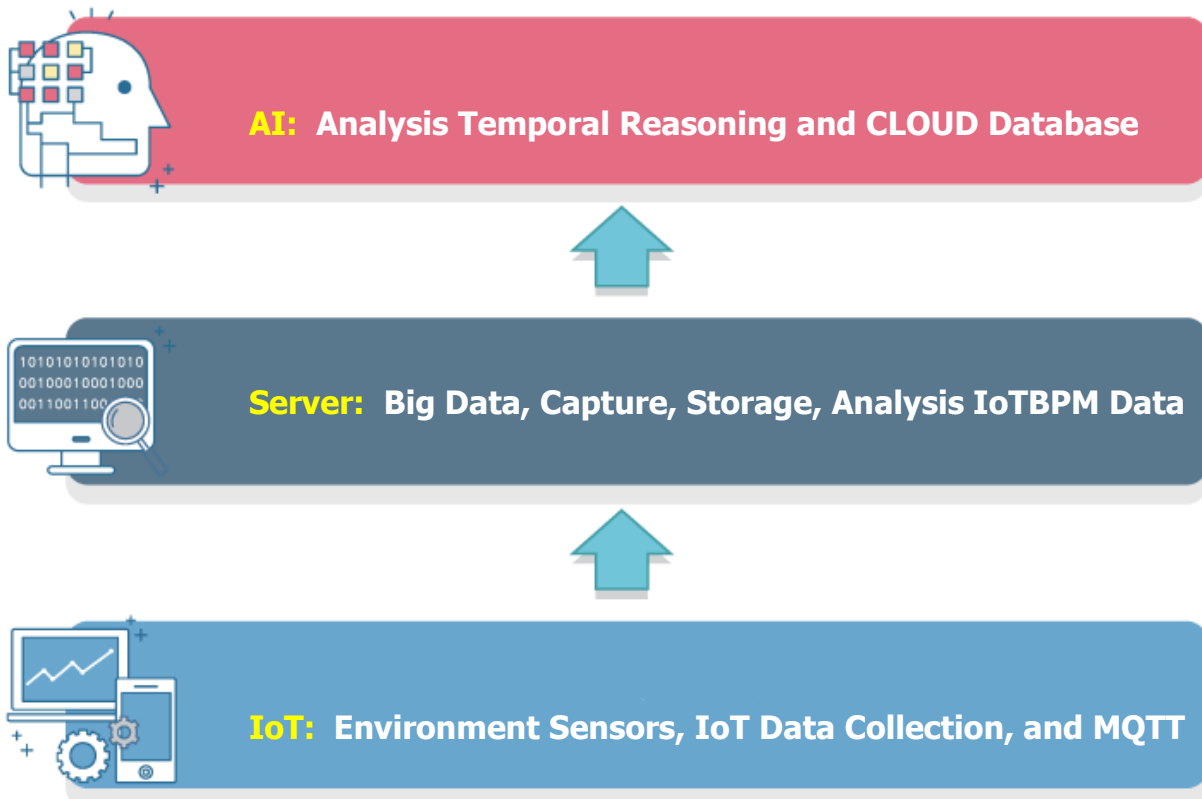 AI: Analysis Temporal Reasoning and CLOUD Database
10101010101010
00100010001000
0011001100
Server: Big Data, Capture, Storage, Analysis IoTBPM Data
IoT: Environment Sensors, IoT Data Collection, and MQTT